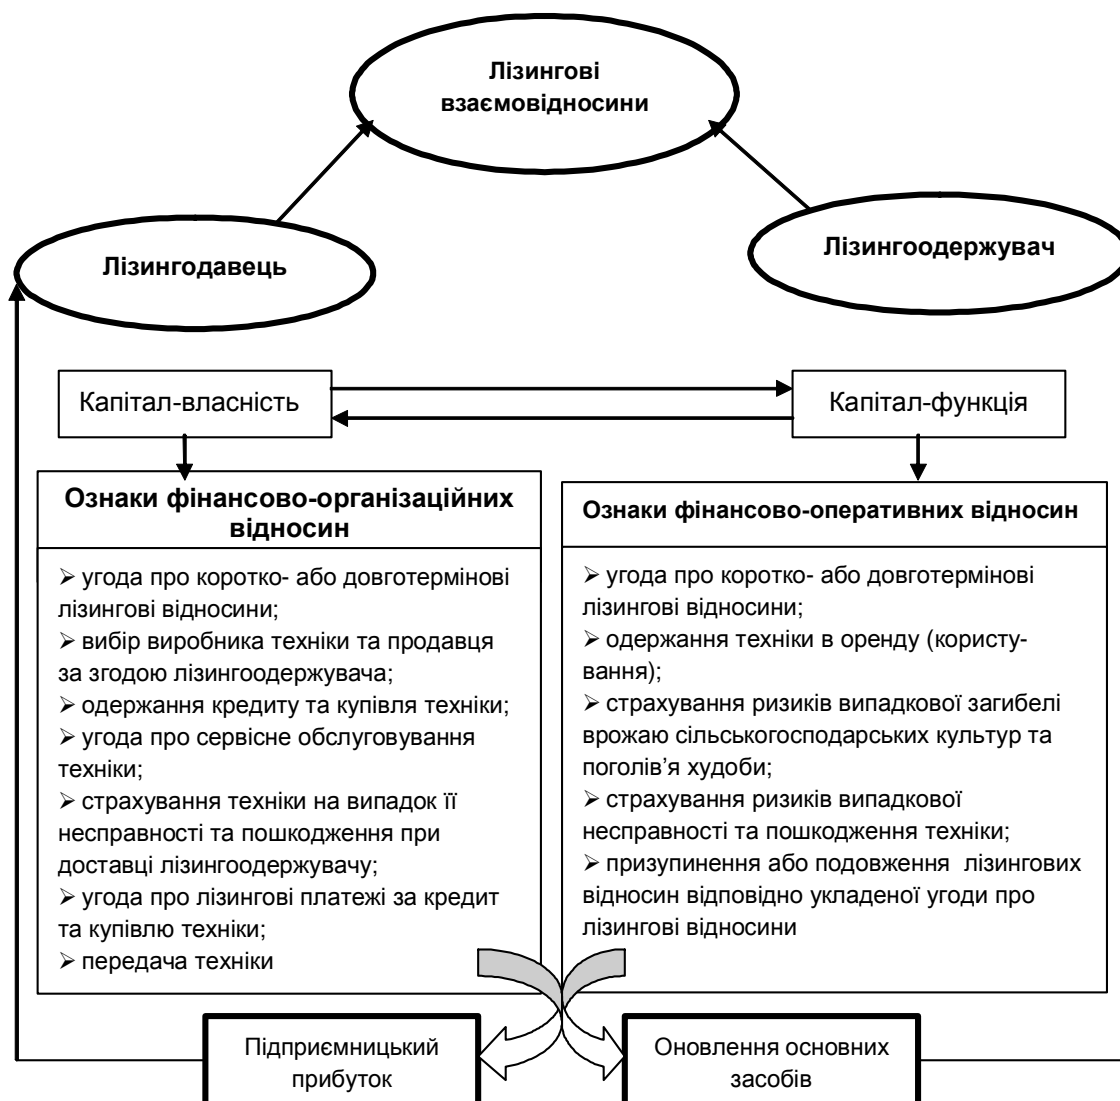 Лізингові
взаємовідносини
Лізингодавець
Лізингоодержувач
Капітал-власність
Капітал-функція
Ознаки фінансово-організаційних
відносин
➢ угода про коротко- або довготермінові
лізингові відносини;
➢ вибір виробника техніки та продавця
за згодою лізингоодержувача;
➢ одержання кредиту та купівля техніки;
➢ угода про сервісне обслуговування
техніки;
➢ страхування техніки на випадок її
несправності та пошкодження при
доставці лізингоодержувачу;
➢ угода про лізингові платежі за кредит
та купівлю техніки;
➢ передача техніки
Ознаки фінансово-оперативних відносин
➢ угода про коротко- або довготермінові
лізингові відносини;
➢ одержання техніки в оренду (користу-
вання);
➢ страхування ризиків випадкової загибелі
врожаю сільськогосподарських культур та
поголів’я худоби;
➢ страхування ризиків випадкової
несправності та пошкодження техніки;
➢ призупинення або подовження лізингових
відносин відповідно укладеної угоди про
лізингові відносини
Підприємницький
прибуток
Оновлення основних
засобів